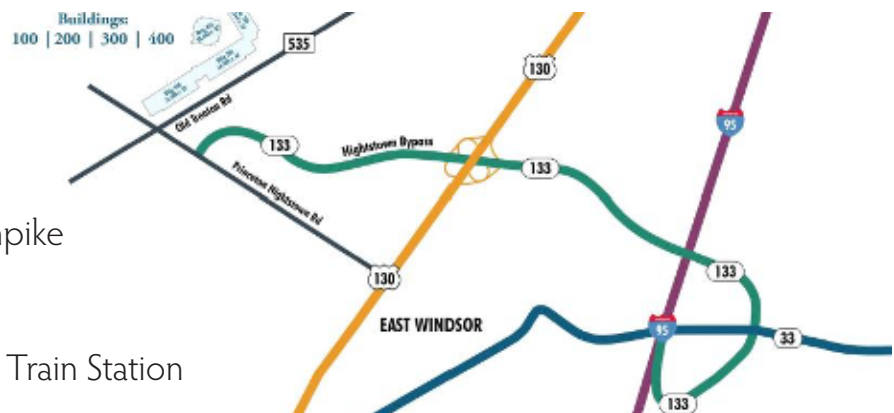 Buildings:
100 | 200 | 300 | 400
535
130
95
Old Trenton Rd
133
Hightstown Bypass
133
Princeton Hightstown Rd
npike
133
130
EAST WINDSOR
95
33
Train Station
133